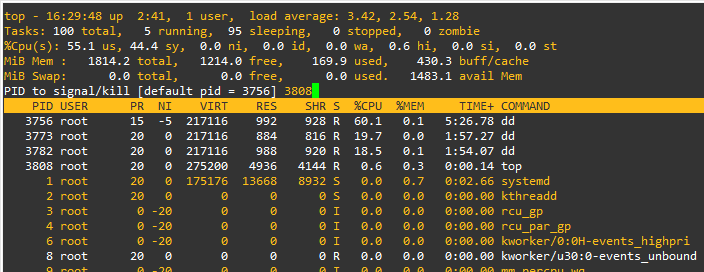 top - 16:29:48 up  2:41,  1 user,  load average: 3.42, 2.54, 1.28
Tasks: 100 total,   5 running,  95 sleeping,   0 stopped,   0 zombie
%Cpu(s): 55.1 us, 44.4 sy,  0.0 ni,  0.0 id,  0.0 wa,  0.6 hi,  0.0 si,  0.0 st
MiB Mem :   1814.2 total,   1214.0 free,    169.9 used,    430.3 buff/cache
MiB Swap:      0.0 total,      0.0 free,      0.0 used.   1483.1 avail Mem
PID to signal/kill [default pid = 3756] 3808
PID USER      PR  NI    VIRT    RES    SHR S  %CPU  %MEM     TIME+ COMMAND
3756 root      15  -5  217116    992    928 R  60.1   0.1   5:26.78 dd
3773 root      20   0  217116    884    816 R  19.7   0.0   1:57.27 dd
3782 root      20   0  217116    988    920 R  18.5   0.1   1:54.07 dd
3808 root      20   0  275200   4936   4144 R   0.6   0.3   0:00.14 top
1 root      20   0  175176  13668   8932 S   0.0   0.7   0:02.66 systemd
2 root      20   0       0      0      0 S   0.0   0.0   0:00.00 kthreadd
3 root       0 -20       0      0      0 I   0.0   0.0   0:00.00 rcu_gp
4 root       0 -20       0      0      0 I   0.0   0.0   0:00.00 rcu_par_gp
6 root       0 -20       0      0      0 I   0.0   0.0   0:00.00 kworker/0:0H-events_highpri
8 root      20   0       0      0      0 R   0.0   0.0   0:00.00 kworker/u30:0-events_unbound
9 root       0 -20       0      0      0 I   0.0   0.0   0:00.00 mm_percpu_wq